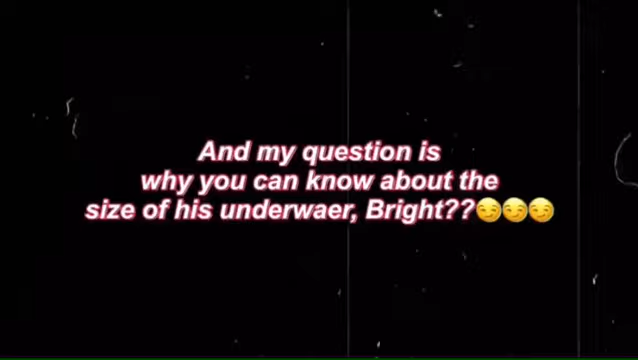 And my question is
why you can know about the
size of his underwaer, Bright??😏😏😏